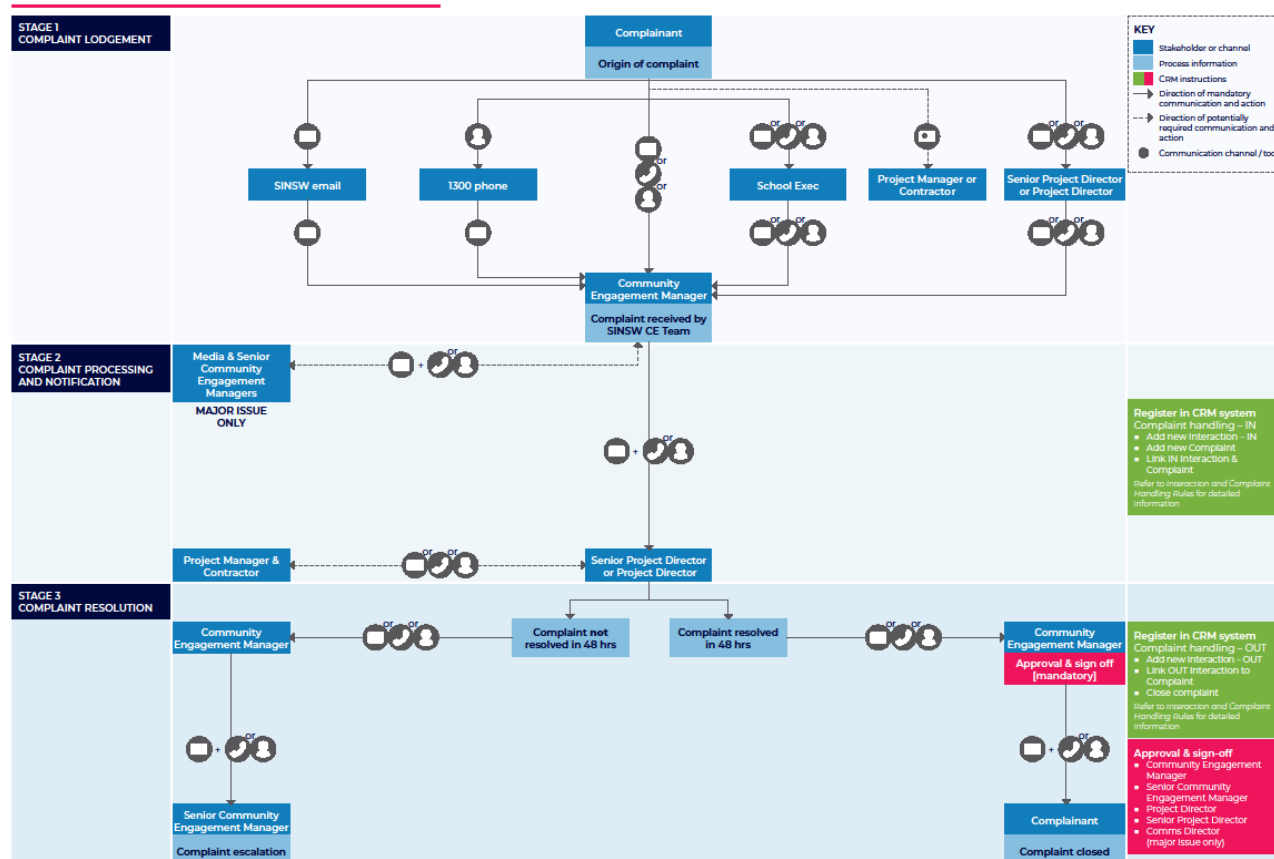 STAGE 1
COMPLAINT LODGEMENT
Complainant
Origin of complaint
KEY
Stakeholder or channel
Process information
CRM instructions
Direction of mandatory
communication and action
Direction of potentially
required communication and
action
Communication channel / too
or
or
or
or
or
or
SINSW email
1300 phone
School Exec
Project Manager or
Contractor
Senior Project Director
or Project Director
or
or
or
or
Community
Engagement Manager
Complaint received by
SINSW CE Team
STAGE 2
COMPLAINT PROCESSING
AND NOTIFICATION
Media & Senior
Community
Engagement
Managers
MAJOR ISSUE
ONLY
+
or
+
or
Register in CRM system
Complaint handling – IN
▪ Add new Interaction – IN
▪ Add new Complaint
▪ Link IN Interaction &
Complaint
Refer to Interaction and Complaint
Handling Rules for detailed
information
Project Manager &
Contractor
or
or
Senior Project Director
or Project Director
STAGE 3
COMPLAINT RESOLUTION
Community
Engagement Manager
or
or
Complaint not
resolved in 48 hrs
Complaint resolved
in 48 hrs
or
or
Community
Engagement Manager
Approval & sign off
[mandatory]
Register in CRM system
Complaint handling – OUT
▪ Add new Interaction – OUT
▪ Link OUT Interaction to
Complaint
▪ Close complaint
Refer to Interaction and Complaint
Handling Rules for detailed
information
+
or
+
or
Approval & sign-off
▪ Community Engagement
Manager
▪ Senior Community
Engagement Manager
▪ Project Director
▪ Senior Project Director
▪ Comms Director
(major issue only)
Senior Community
Engagement Manager
Complaint escalation
Complainant
Complaint closed